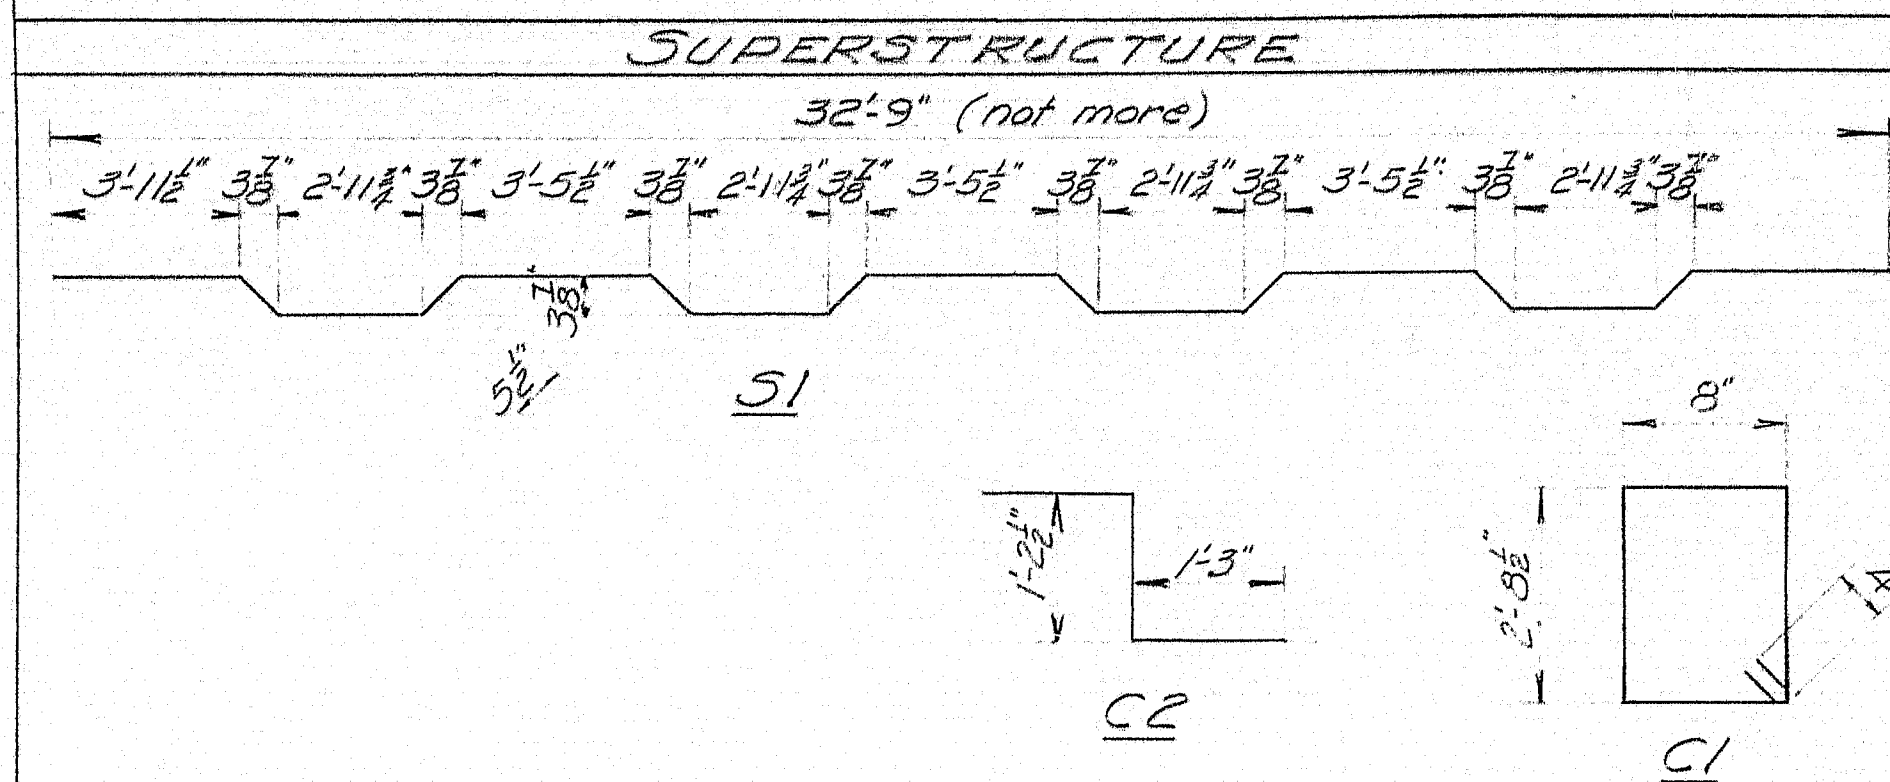 SUPERSTRUCTURE
32'-9" (not more)
3'-11½" 3⅞" 2'-11¾" 3⅞" 3'-5½" 3⅞" 2'-11¾" 3⅞" 3'-5½" 3⅞" 2'-11¾" 3⅞" 3'-5½" 3⅞" 2'-11¾" 3⅞"
3⅞
5½"
S1
8"
1'-2½"
1'-3"
2'-8½"
C2
C1